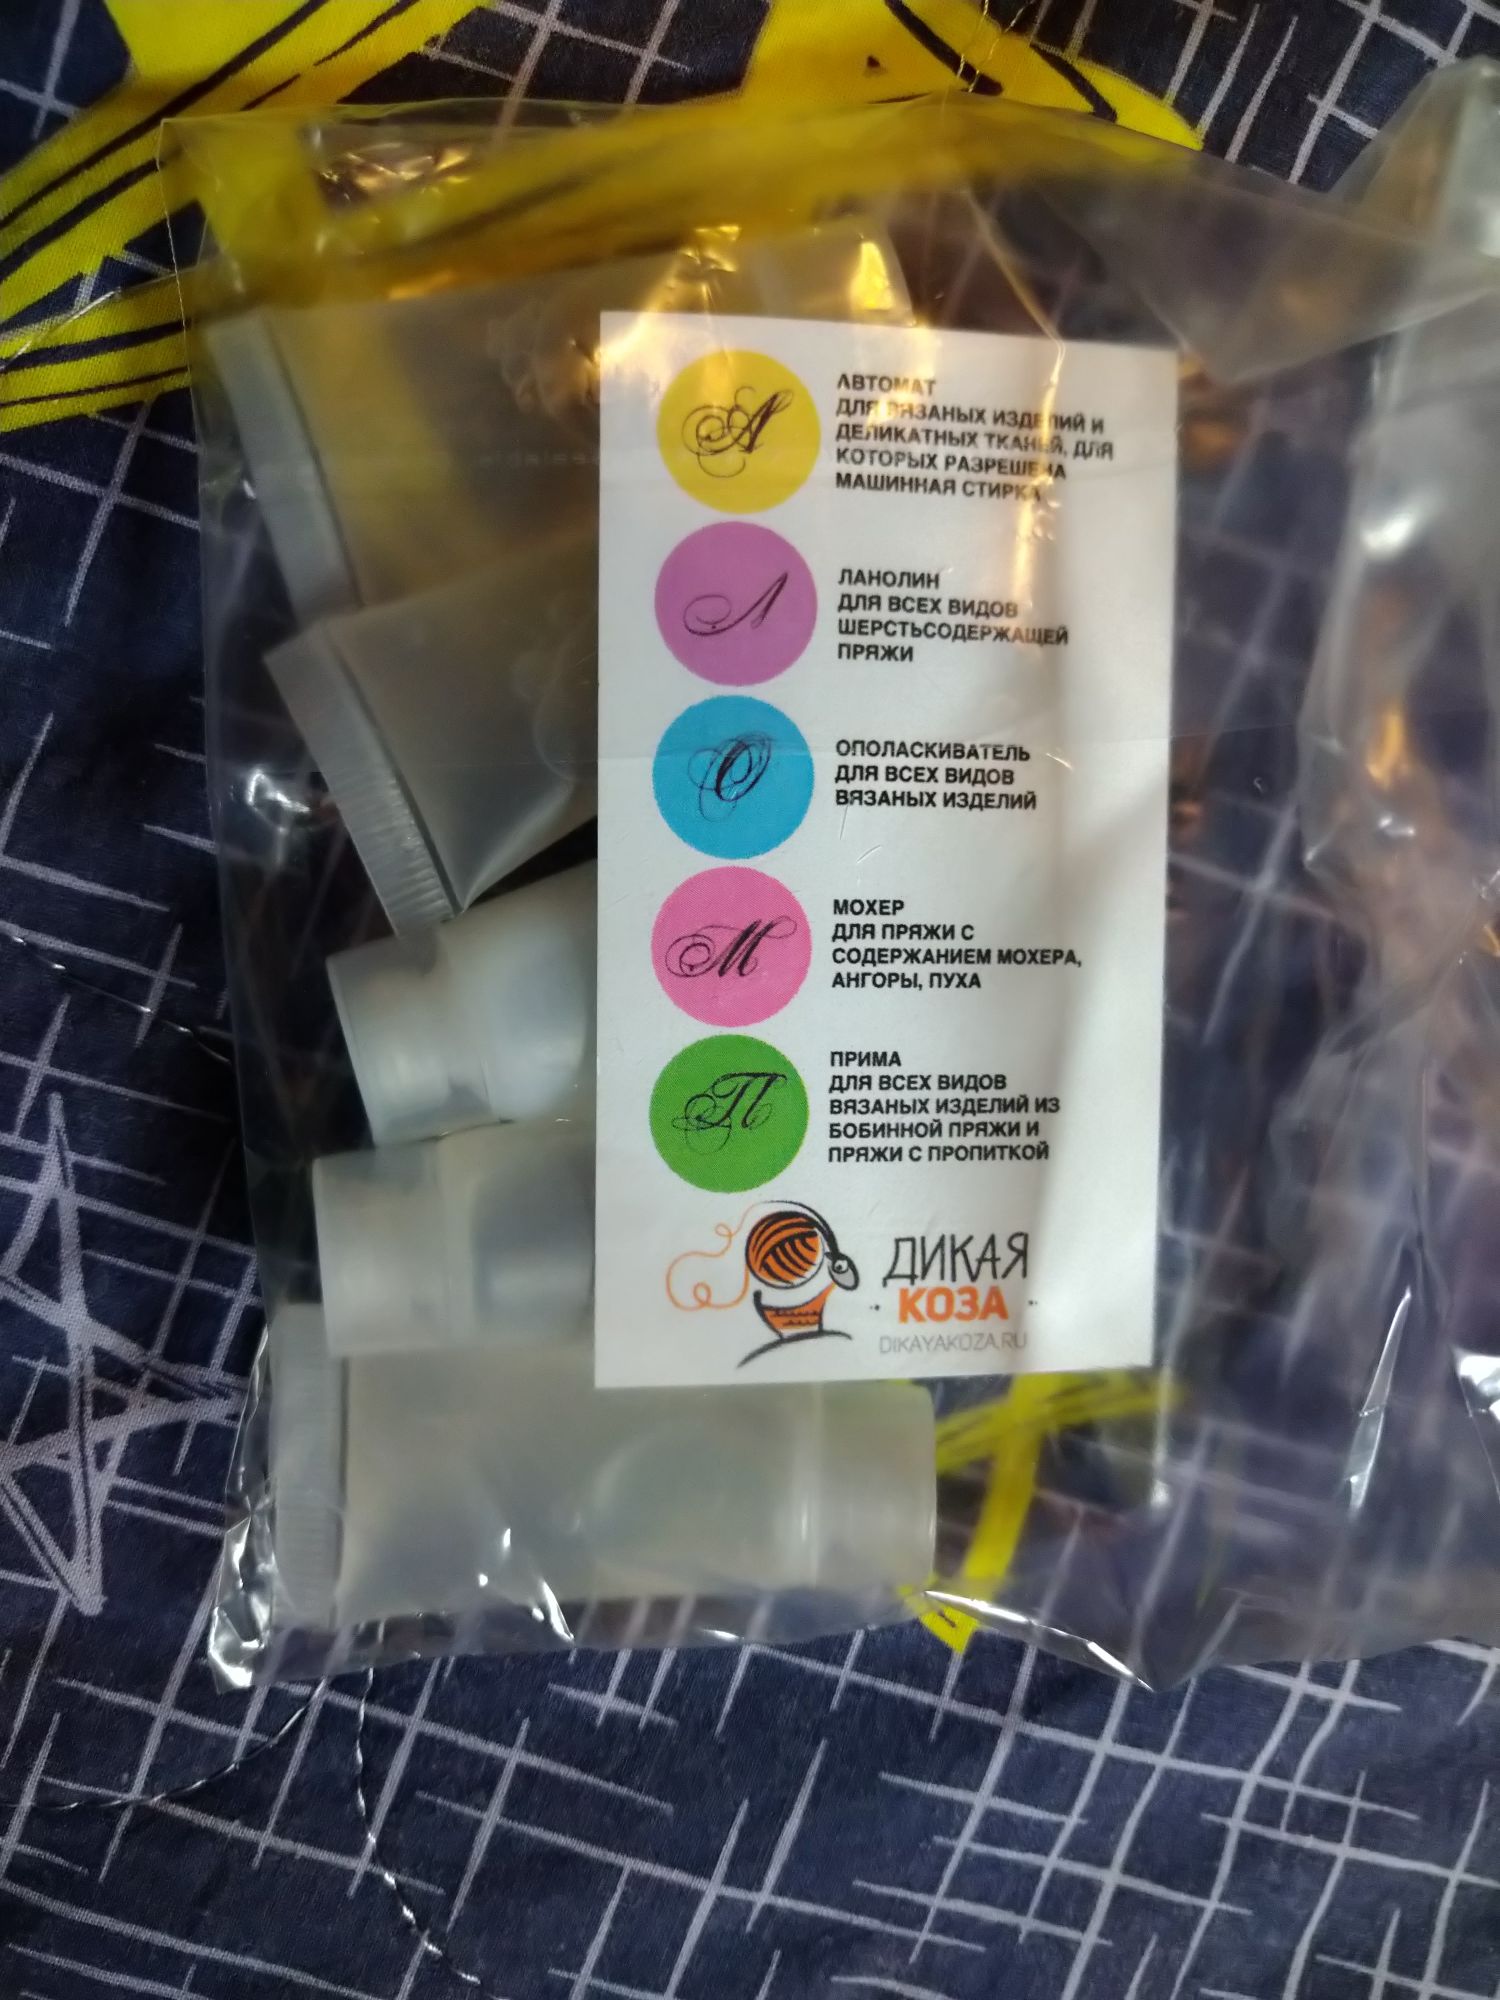 А
АВТОМАТ
ДЛЯ ВЯЗАНЫХ ИЗДЕЛИЙ И
ДЕЛИКАТНЫХ ТКАНЕЙ, ДЛЯ
КОТОРЫХ РАЗРЕШЕНА
МАШИННАЯ СТИРКА
Л
ЛАНОЛИН
ДЛЯ ВСЕХ ВИДОВ
ШЕРСТЬСОДЕРЖАЩЕЙ
ПРЯЖИ
О
ОПОЛАСКИВАТЕЛЬ
ДЛЯ ВСЕХ ВИДОВ
ВЯЗАНЫХ ИЗДЕЛИЙ
М
МОХЕР
ДЛЯ ПРЯЖИ С
СОДЕРЖАНИЕМ МОХЕРА,
АНГОРЫ, ПУХА
П
ПРИМА
ДЛЯ ВСЕХ ВИДОВ
ВЯЗАНЫХ ИЗДЕЛИЙ ИЗ
БОБИННОЙ ПРЯЖИ И
ПРЯЖИ С ПРОПИТКОЙ
ДИКАЯ
КОЗА
DIKAYAKOZA.RU